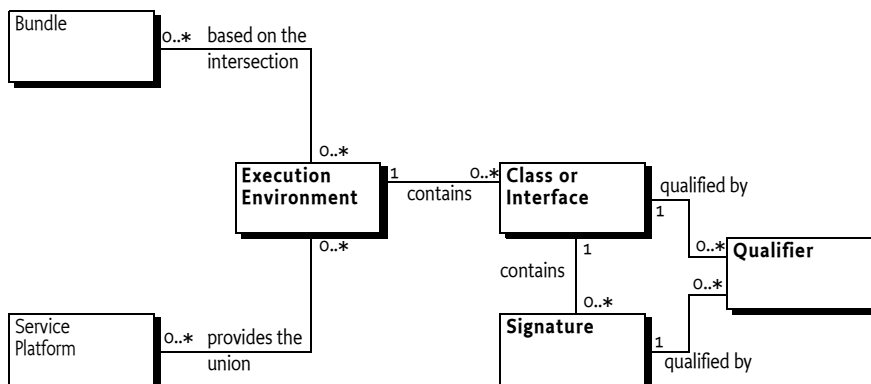 Bundle
0..* based on the
intersection
0..*
Execution
Environment
1
contains
0..*
Class or
Interface
qualified by
1
0..*
Qualifier
0..*
1
contains
0..*
0..*
Signature
1
qualified by
Service
Platform
0..* provides the
union